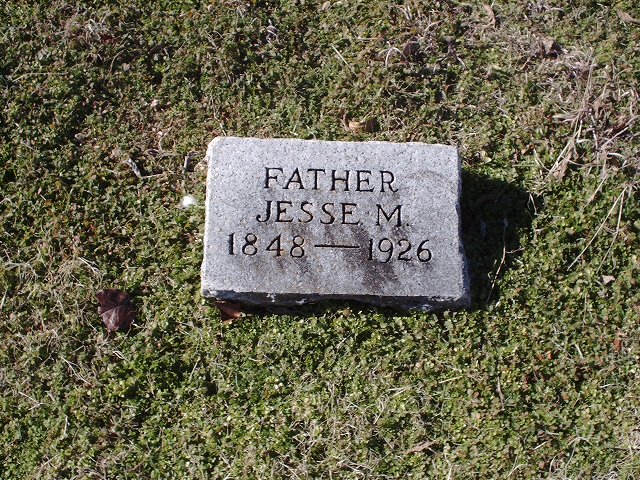 FATHER
JESSE M.
1848 — 1926